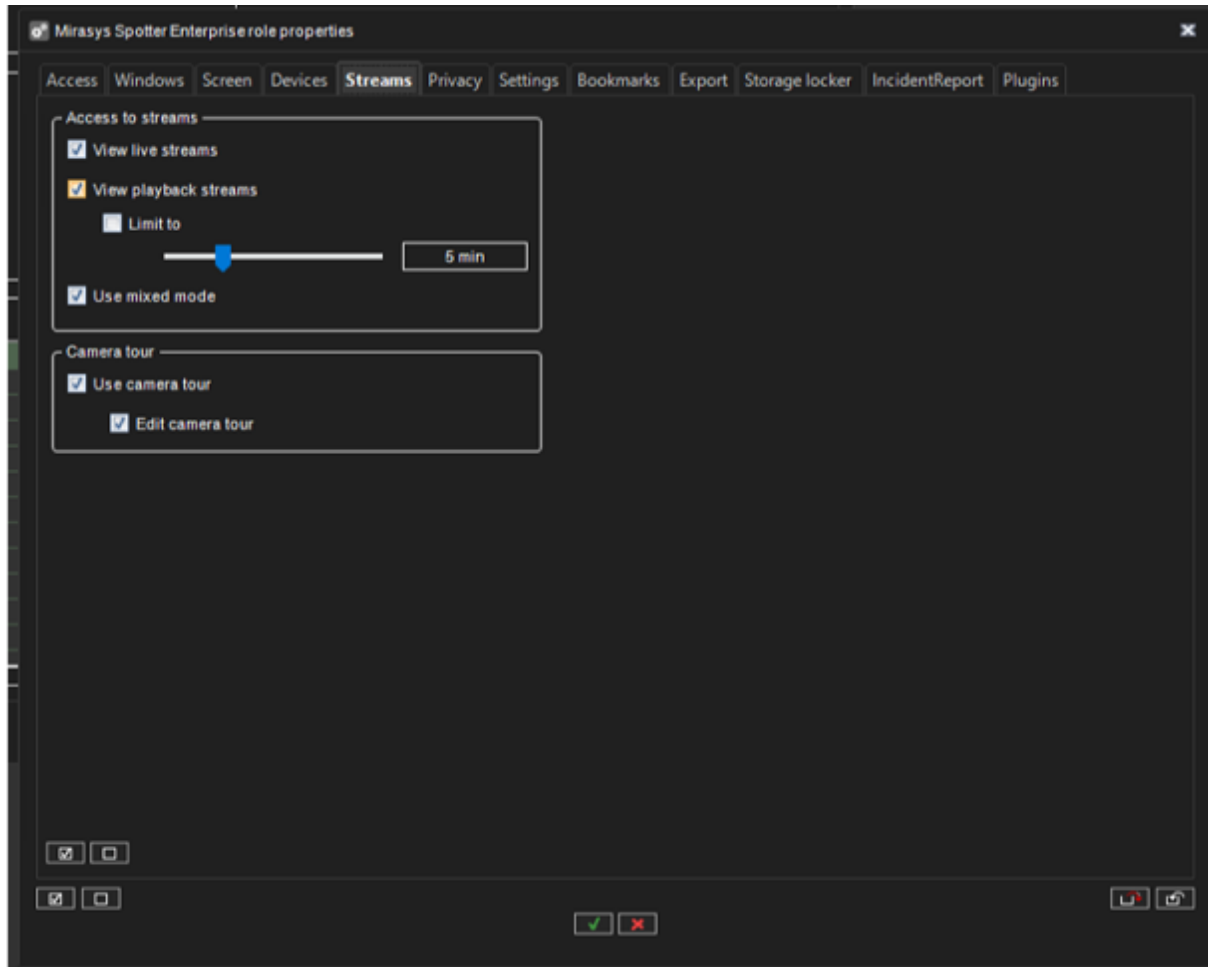 Mirasys Spotter Enterprise role properties
Access Windows Screen Devices Streams Privacy Settings Bookmarks Export Storage locker IncidentReport Plugins
Access to streams
View live streams
View playback streams
Limit to
5 min
Use mixed mode
Camera tour
Use camera tour
Edit camera tour